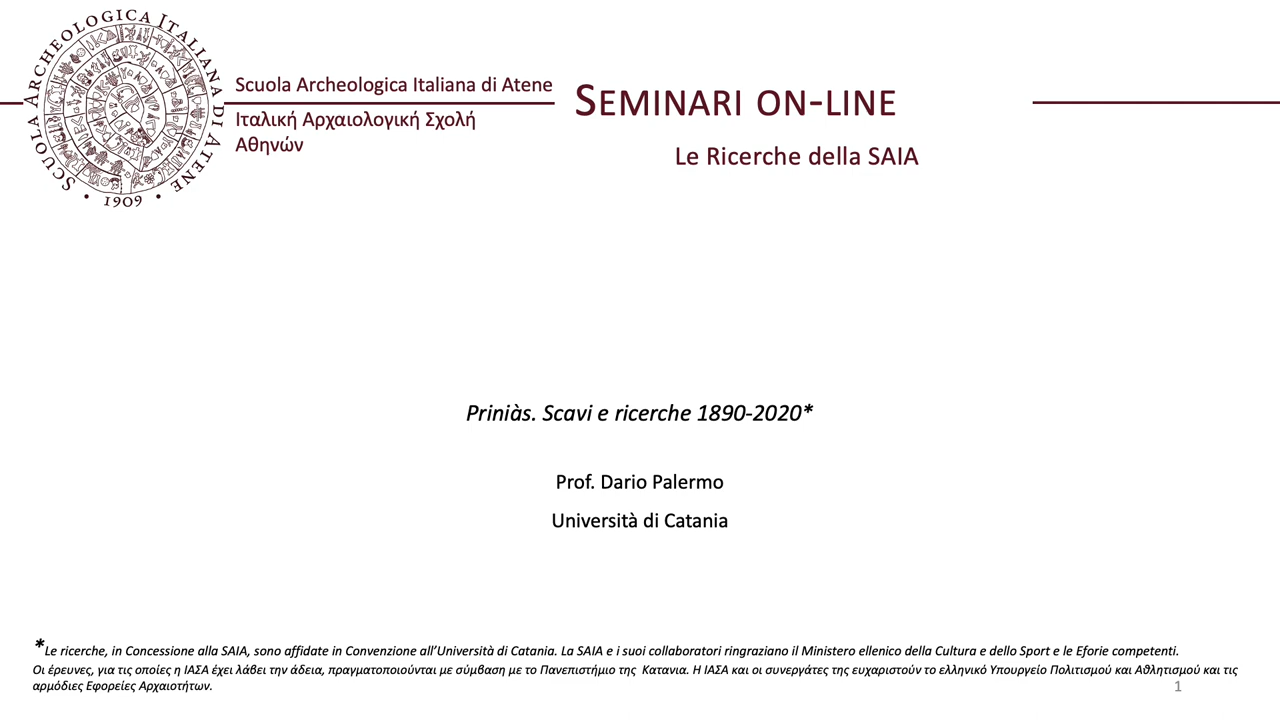 SCUOLA ARCHEOLOGICA ITALIANA DI ATENE
• 1909 •
Scuola Archeologica Italiana di Atene
Ιταλική Αρχαιολογική Σχολή
Αθηνών
SEMINARI ON-LINE
Le Ricerche della SAIA
Priniàs. Scavi e ricerche 1890-2020*
Prof. Dario Palermo
Università di Catania
*Le ricerche, in Concessione alla SAIA, sono affidate in Convenzione all’Università di Catania. La SAIA e i suoi collaboratori ringraziano il Ministero ellenico della Cultura e dello Sport e le Eforie competenti.
Οι έρευνες, για τις οποίες η ΙΑΣΑ έχει λάβει την άδεια, πραγματοποιούνται με σύμβαση με το Πανεπιστήμιο της Κατανια. Η ΙΑΣΑ και οι συνεργάτες της ευχαριστούν το ελληνικό Υπουργείο Πολιτισμού και Αθλητισμού και τις
αρμόδιες Εφορείες Αρχαιοτήτων.
1